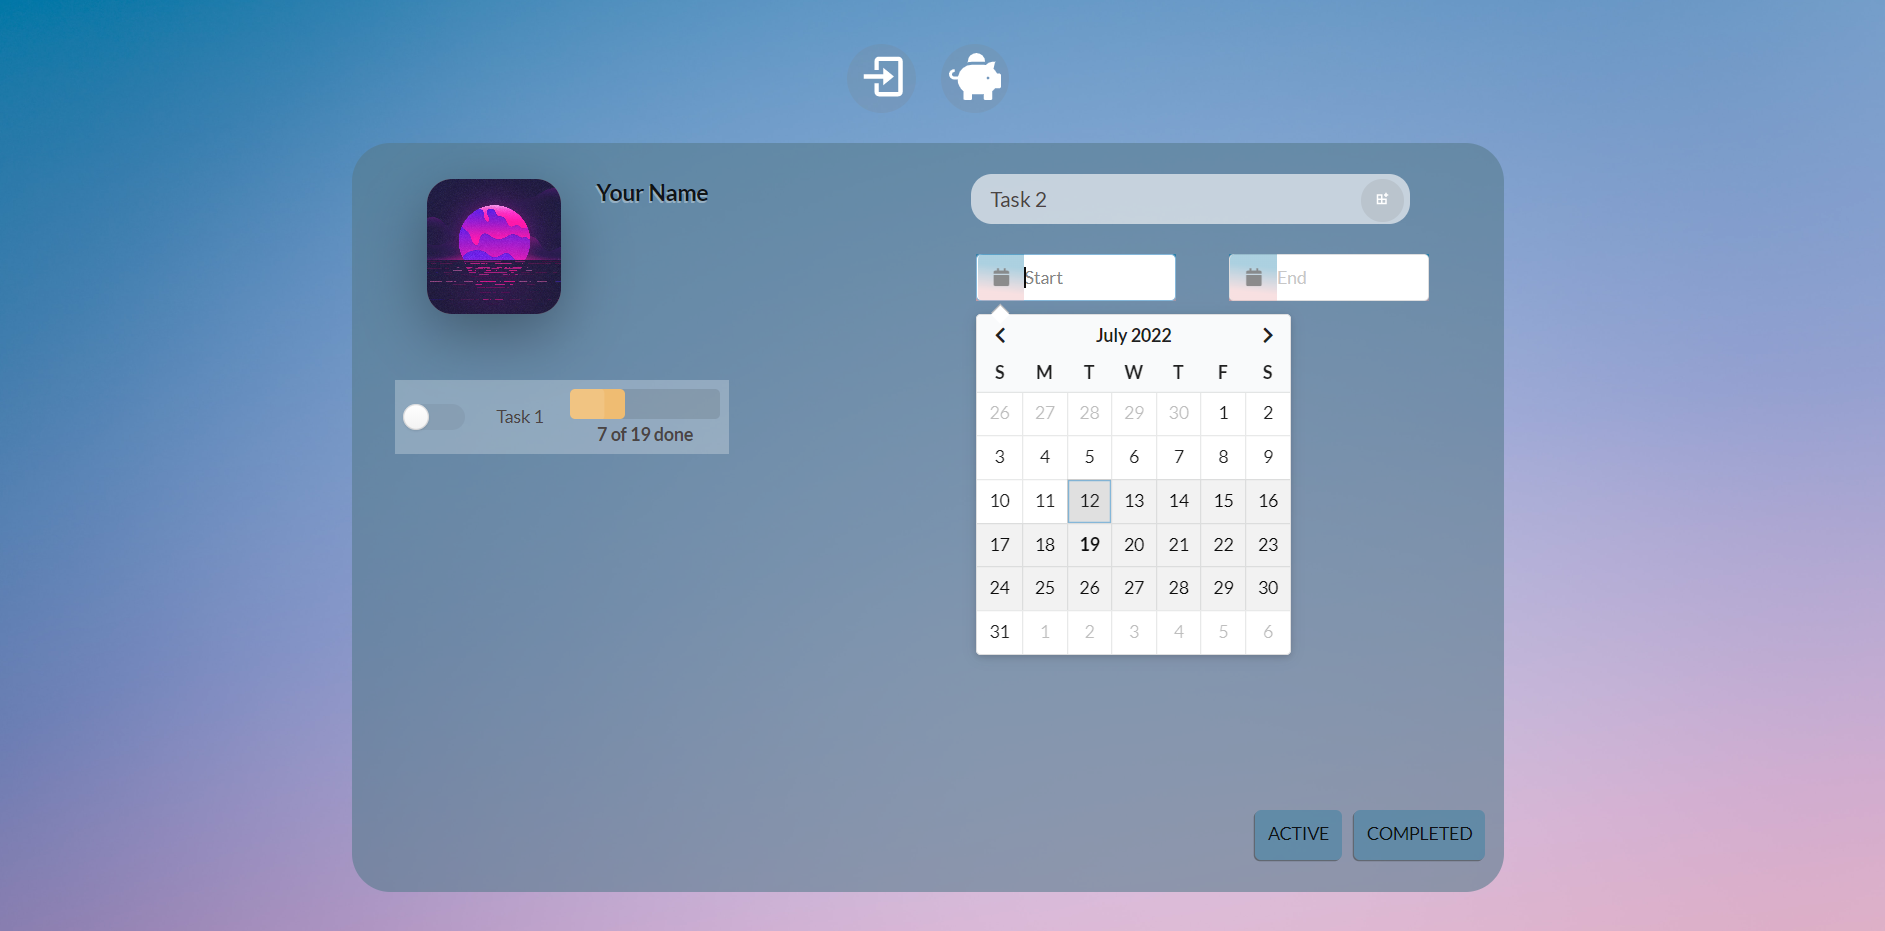 Your Name
Task 1
7 of 19 done
Task 2
Start
End
July 2022
S M T W T F S
26 27 28 29 30 1 2
3 4 5 6 7 8 9
10 11 12 13 14 15 16
17 18 19 20 21 22 23
24 25 26 27 28 29 30
31 1 2 3 4 5 6
ACTIVE COMPLETED